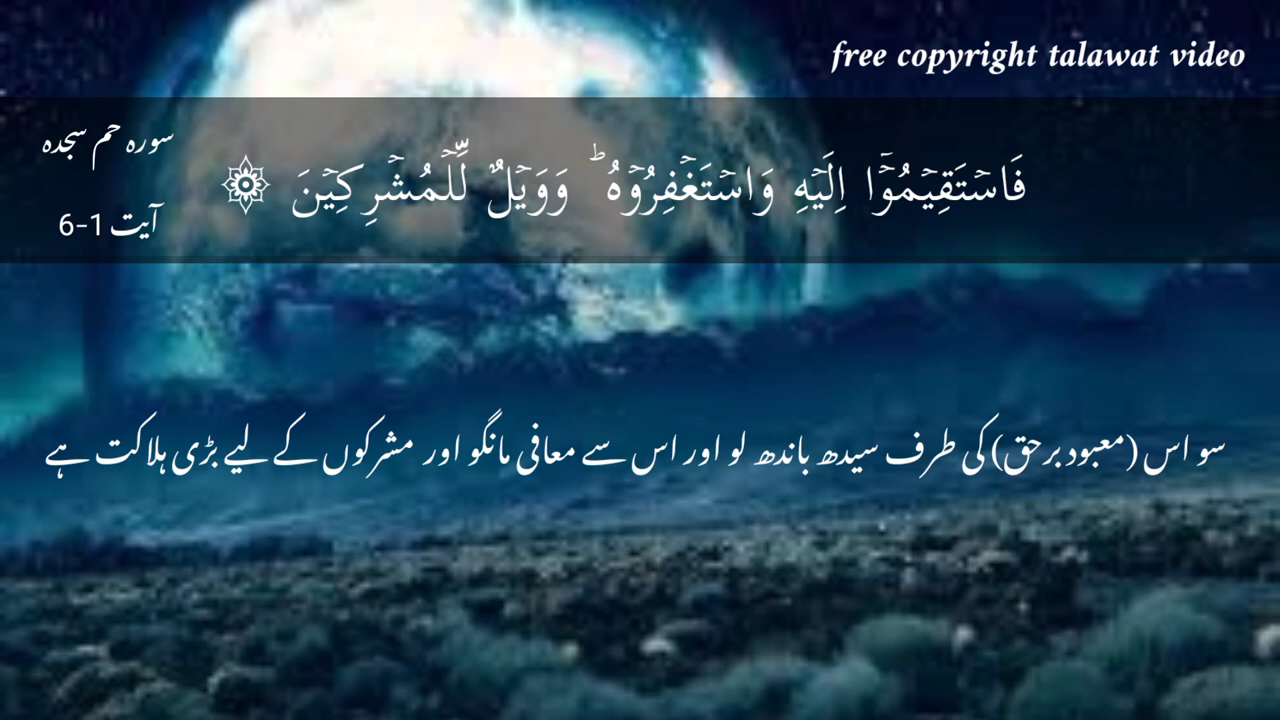 free copyright talawat video
سورہ حم سجدہ
فَاسۡتَقِيۡمُوۡۤا اِلَيۡهِ وَاسۡتَغۡفِرُوۡهُ‌ ؕ وَوَيۡلٌ لِّلۡمُشۡرِكِيۡنَ ۙ‏ ۞
آیت 1-6
سو اس (معبود برحق) کی طرف سیدھ باندھ لو اور اس سے معافی مانگو اور مشرکوں کے لیے بڑی ہلاکت ہے